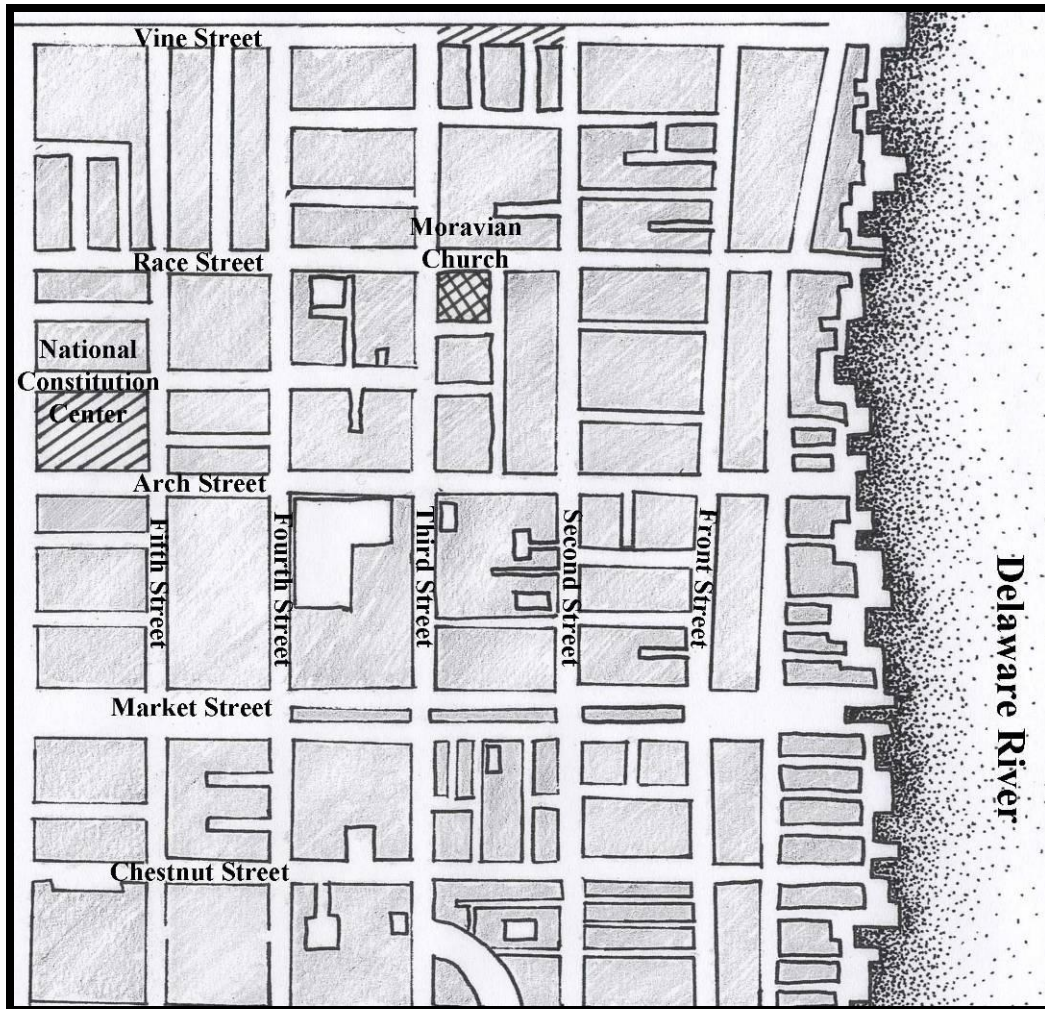 Vine Street
Moravian
Church
Race Street
National
Constitution
Center
Arch Street
Fifth Street
Fourth Street
Third Street
Second Street
Front Street
Delaware River
Market Street
Chestnut Street